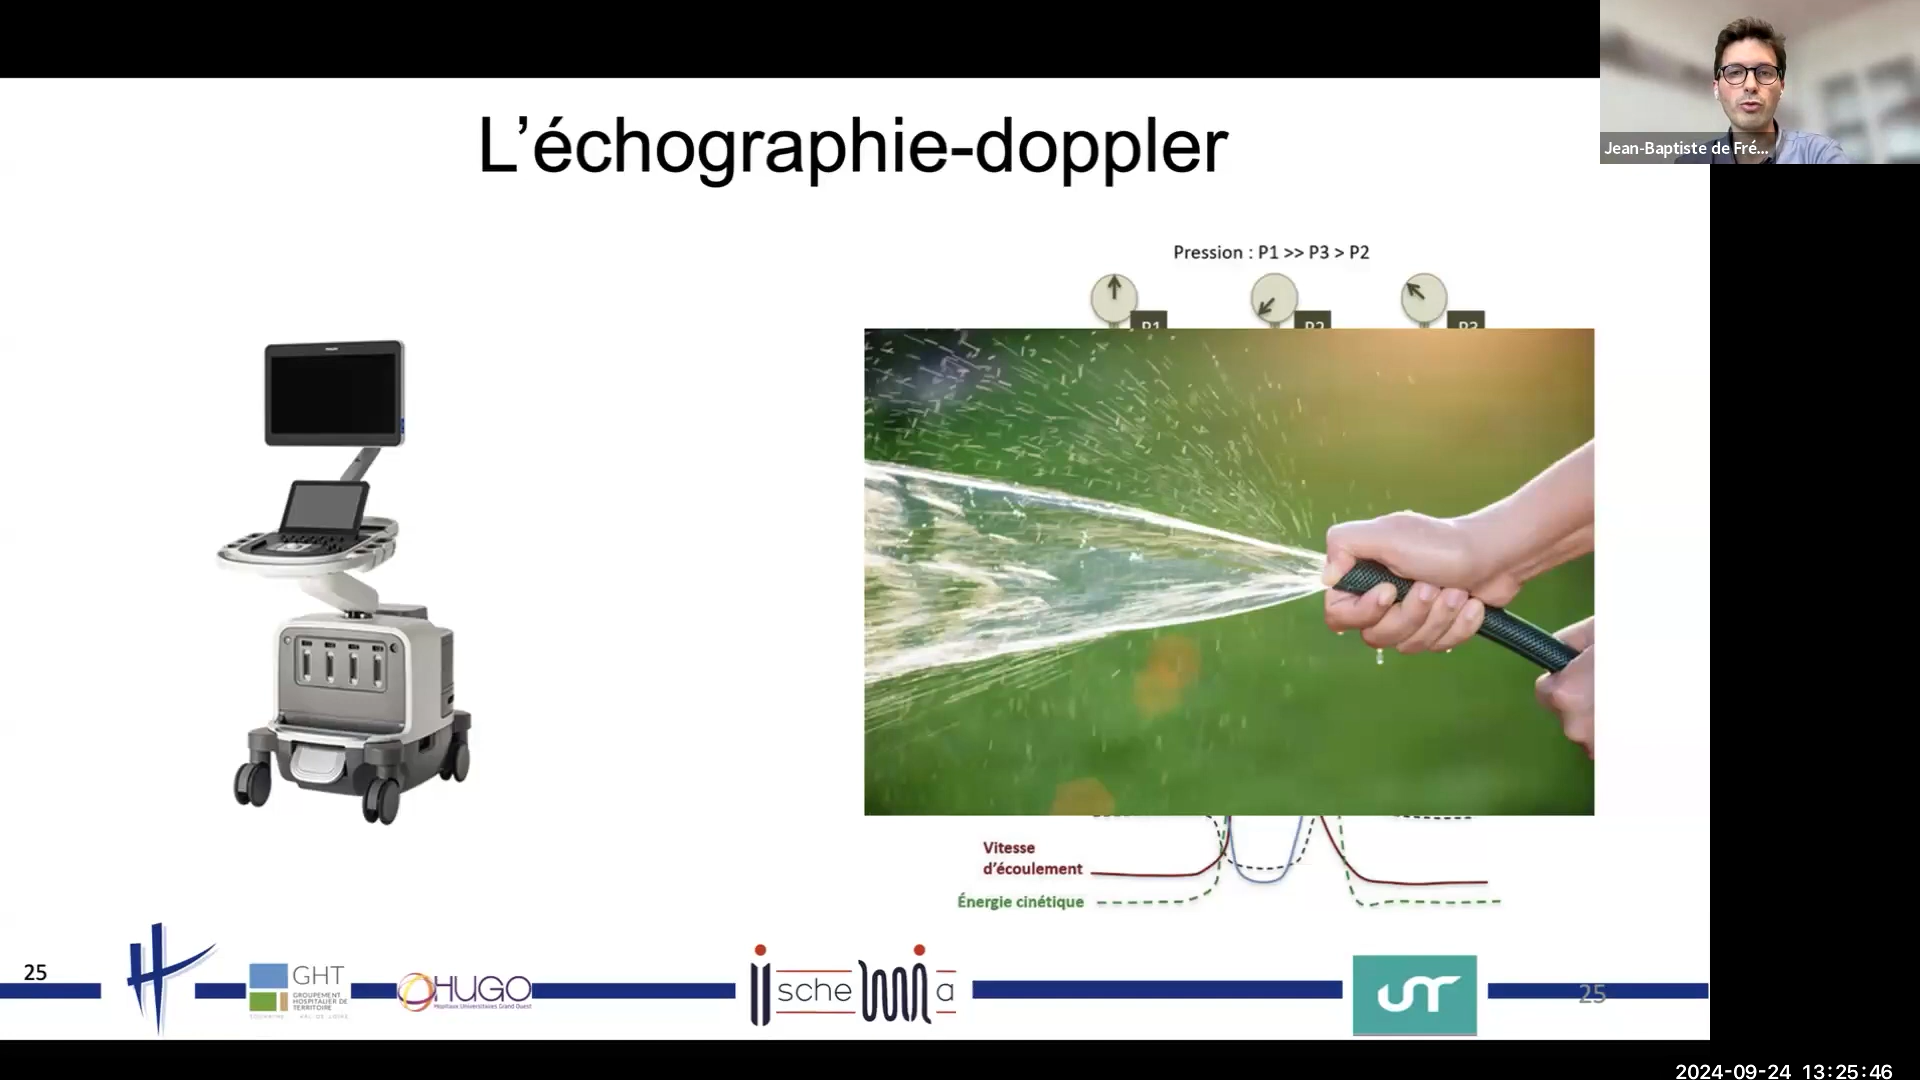 L’échographie-doppler
Jean-Baptiste de Fré...
Pression : P1 >> P3 > P2
P1
P2
P3
Vitesse
d’écoulement
Énergie cinétique
25
GHT
GROUPEMENT
HOSPITALIER DE
TERRITOIRE
HUGO
Hôpitaux Universitaires Grand Ouest
ischemia
25
2024-09-24 13:25:46